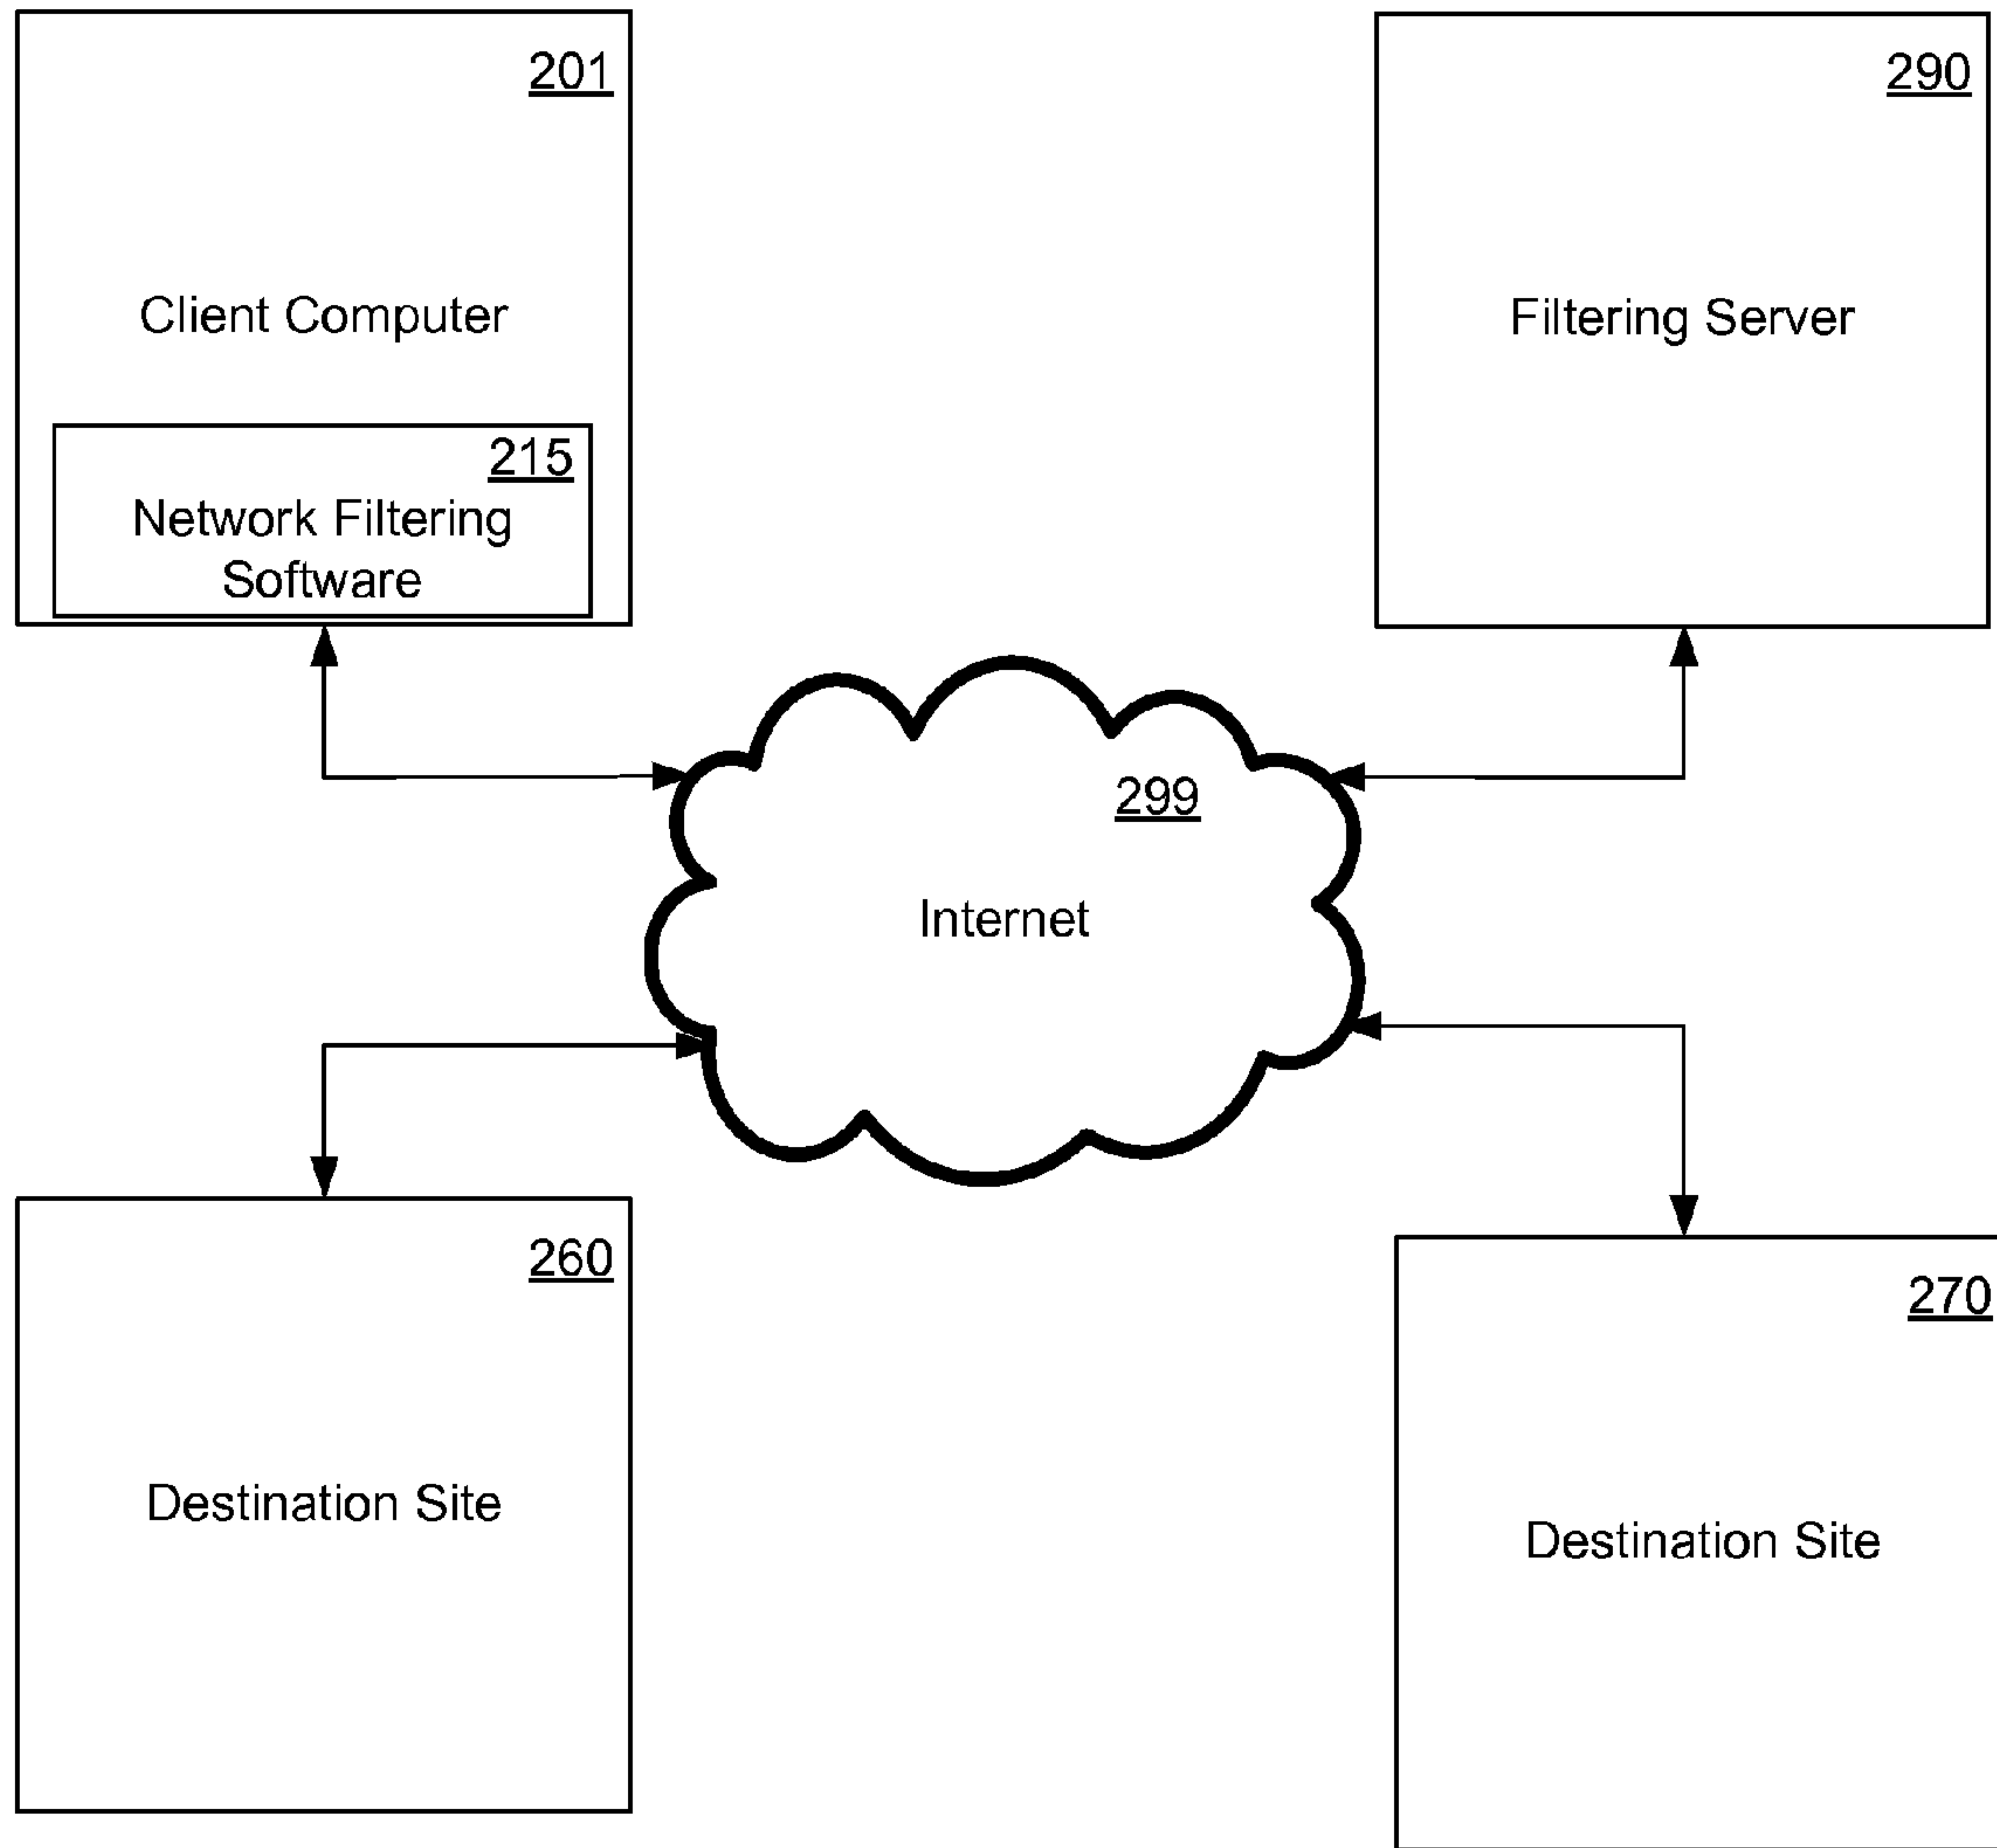 201
Client Computer
215
Network Filtering
Software
290
Filtering Server
299
Internet
260
Destination Site
270
Destination Site